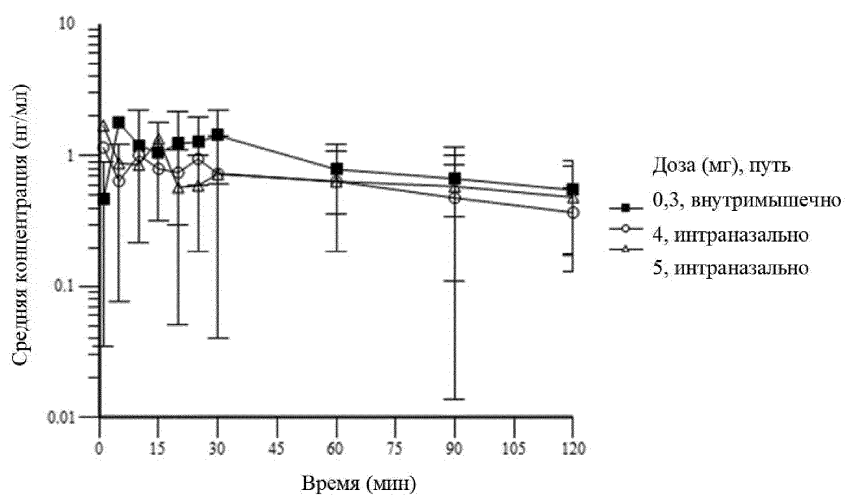 10
1
0.1
0.01
Средняя концентрация (нг/мл)
0
15
30
45
60
75
90
105
120
Время (мин)
Доза (мг), путь
0,3, внутримышечно
4, интраназально
5, интраназально